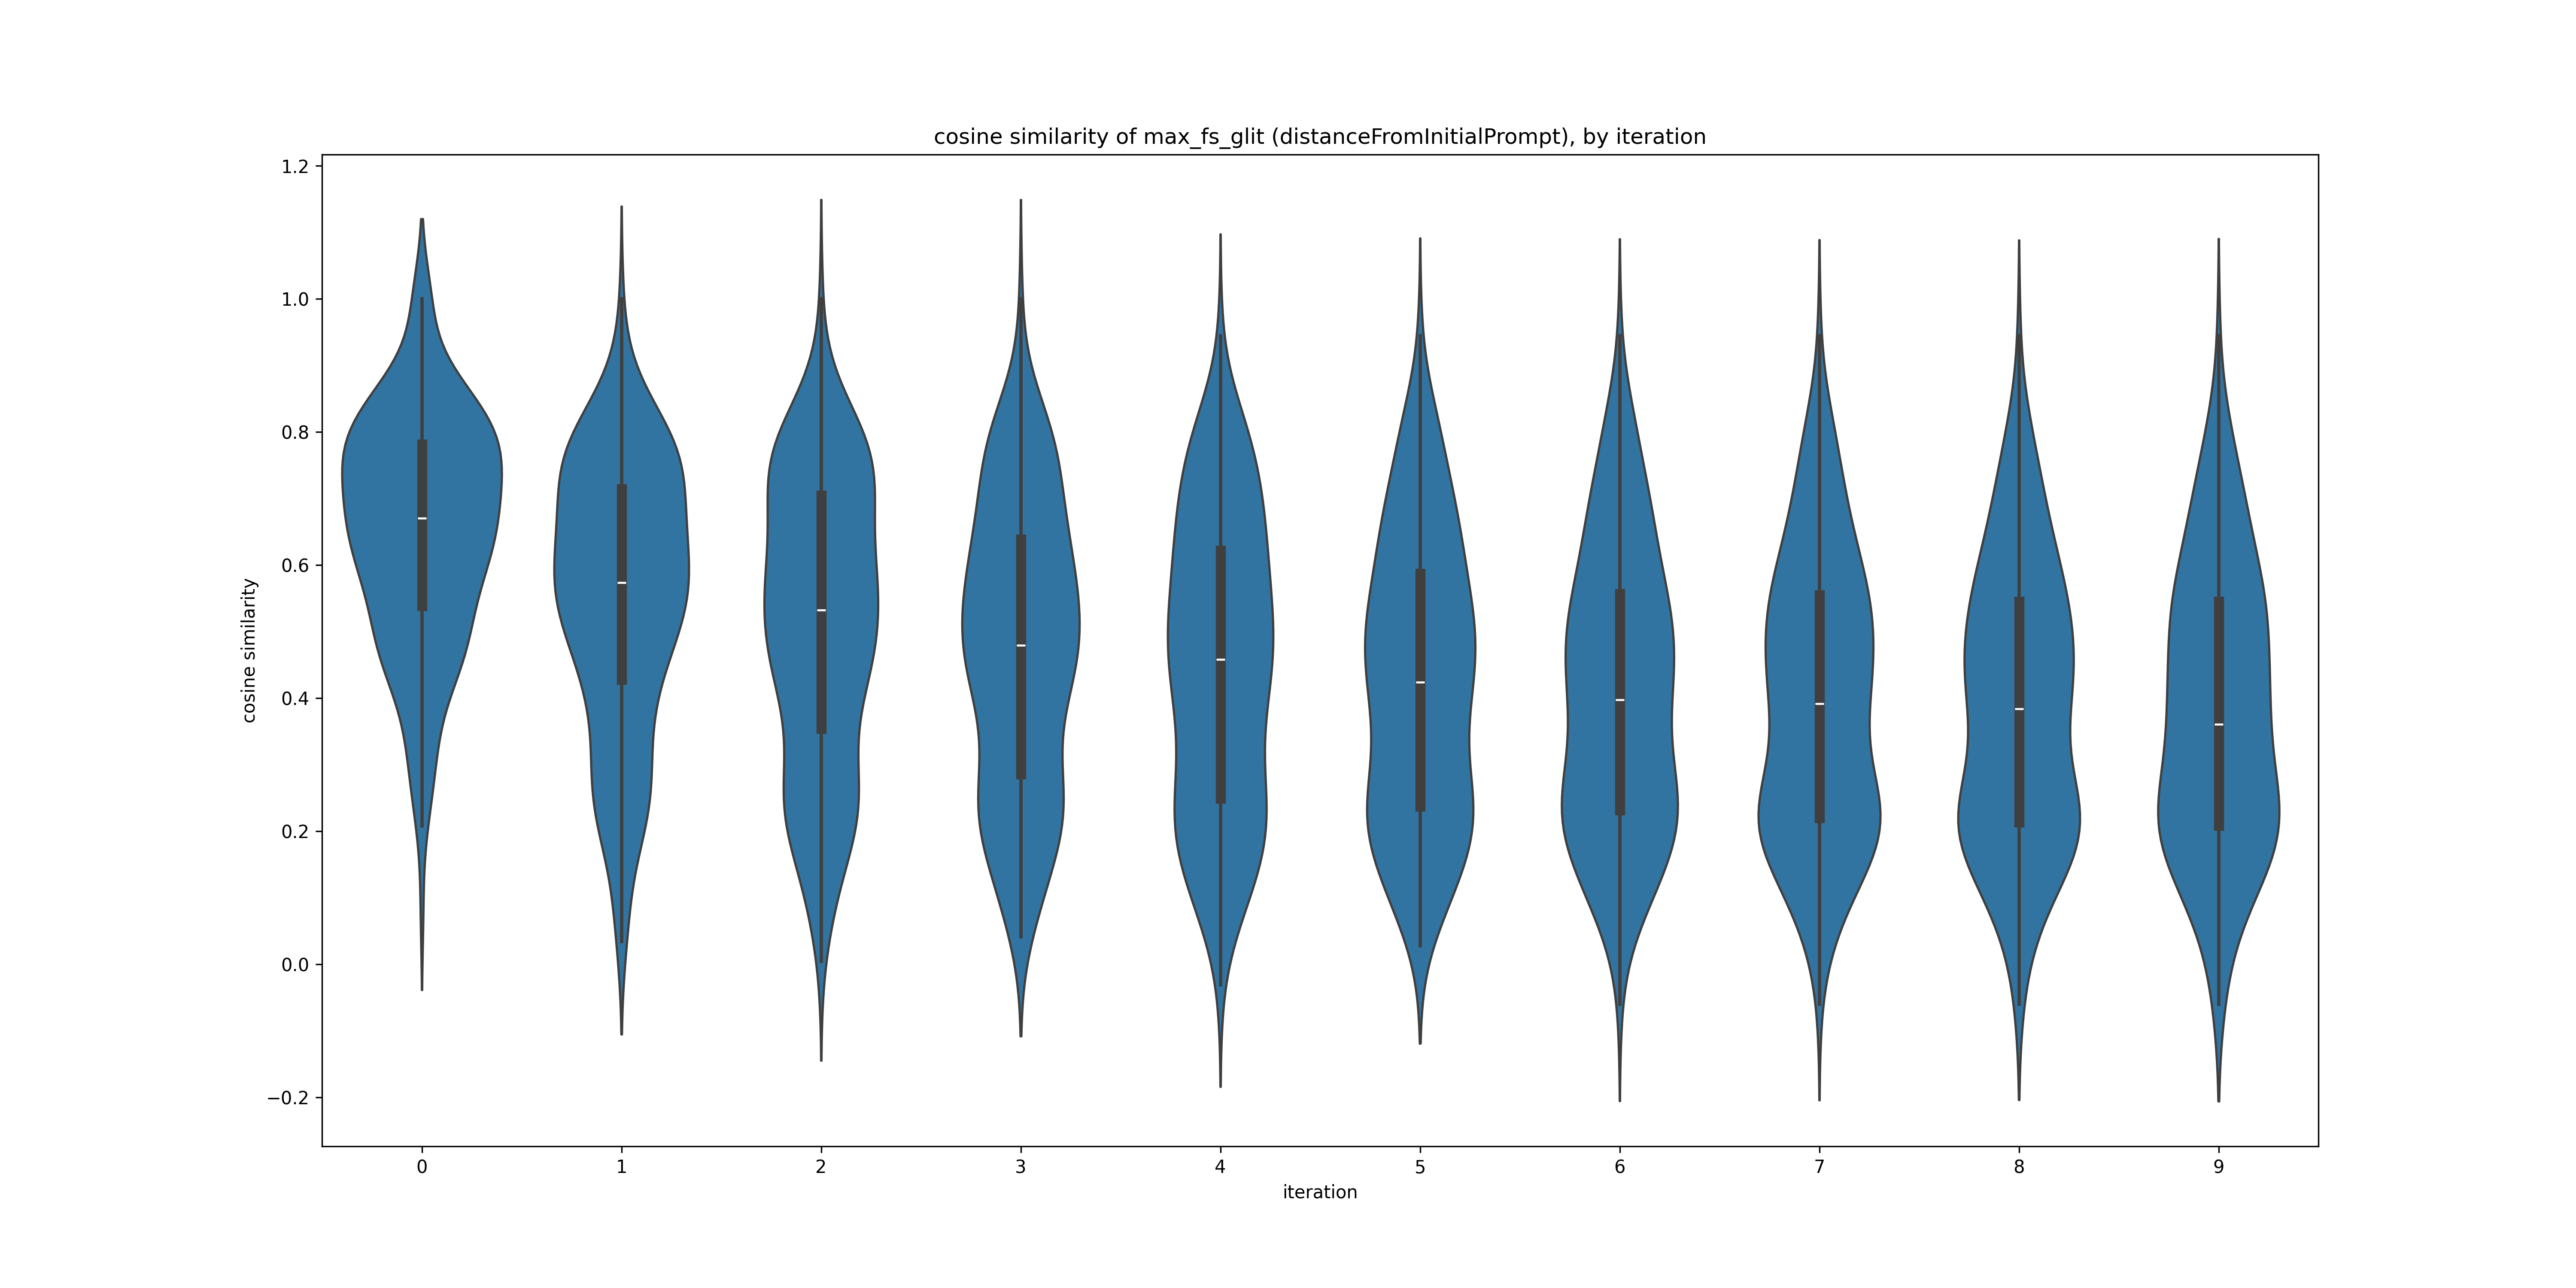 cosine similarity of max_fs_glit (distanceFromInitialPrompt), by iteration
1.2
1.0
0.8
0.6
0.4
0.2
0.0
−0.2
cosine similarity
0 1 2 3 4 5 6 7 8 9
iteration